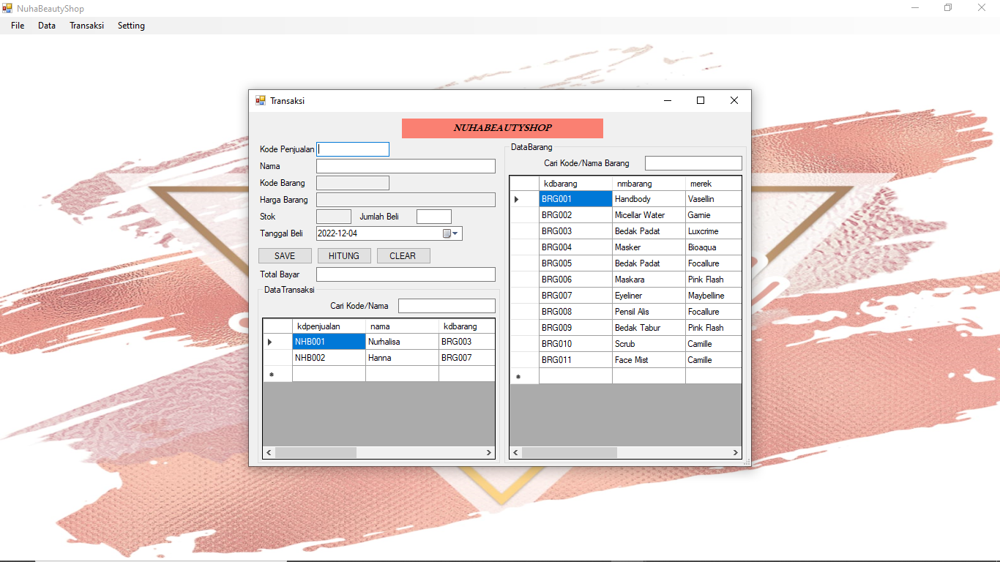 NuhaBeautyShop
File Data Transaksi Setting
Transaksi
NUHABEAUTYSHOP
Kode Penjualan
Nama
Kode Barang
Harga Barang
Stok Jumlah Beli
Tanggal Beli 2022-12-04
SAVE HITUNG CLEAR
Total Bayar
DataTransaksi
Cari Kode/Nama
kdpenjualan nama kdbarang
NHB001 Nurhalisa BRG003
NHB002 Hanna BRG007
DataBarang
Cari Kode/Nama Barang
kdbarang nmbarang merek
BRG001 Handbody Vasellin
BRG002 Micellar Water Garnie
BRG003 Bedak Padat Luxcrime
BRG004 Masker Bioaqua
BRG005 Bedak Padat Focallure
BRG006 Maskara Pink Flash
BRG007 Eyeliner Maybelline
BRG008 Pensil Alis Focallure
BRG009 Bedak Tabur Pink Flash
BRG010 Scrub Camille
BRG011 Face Mist Camille